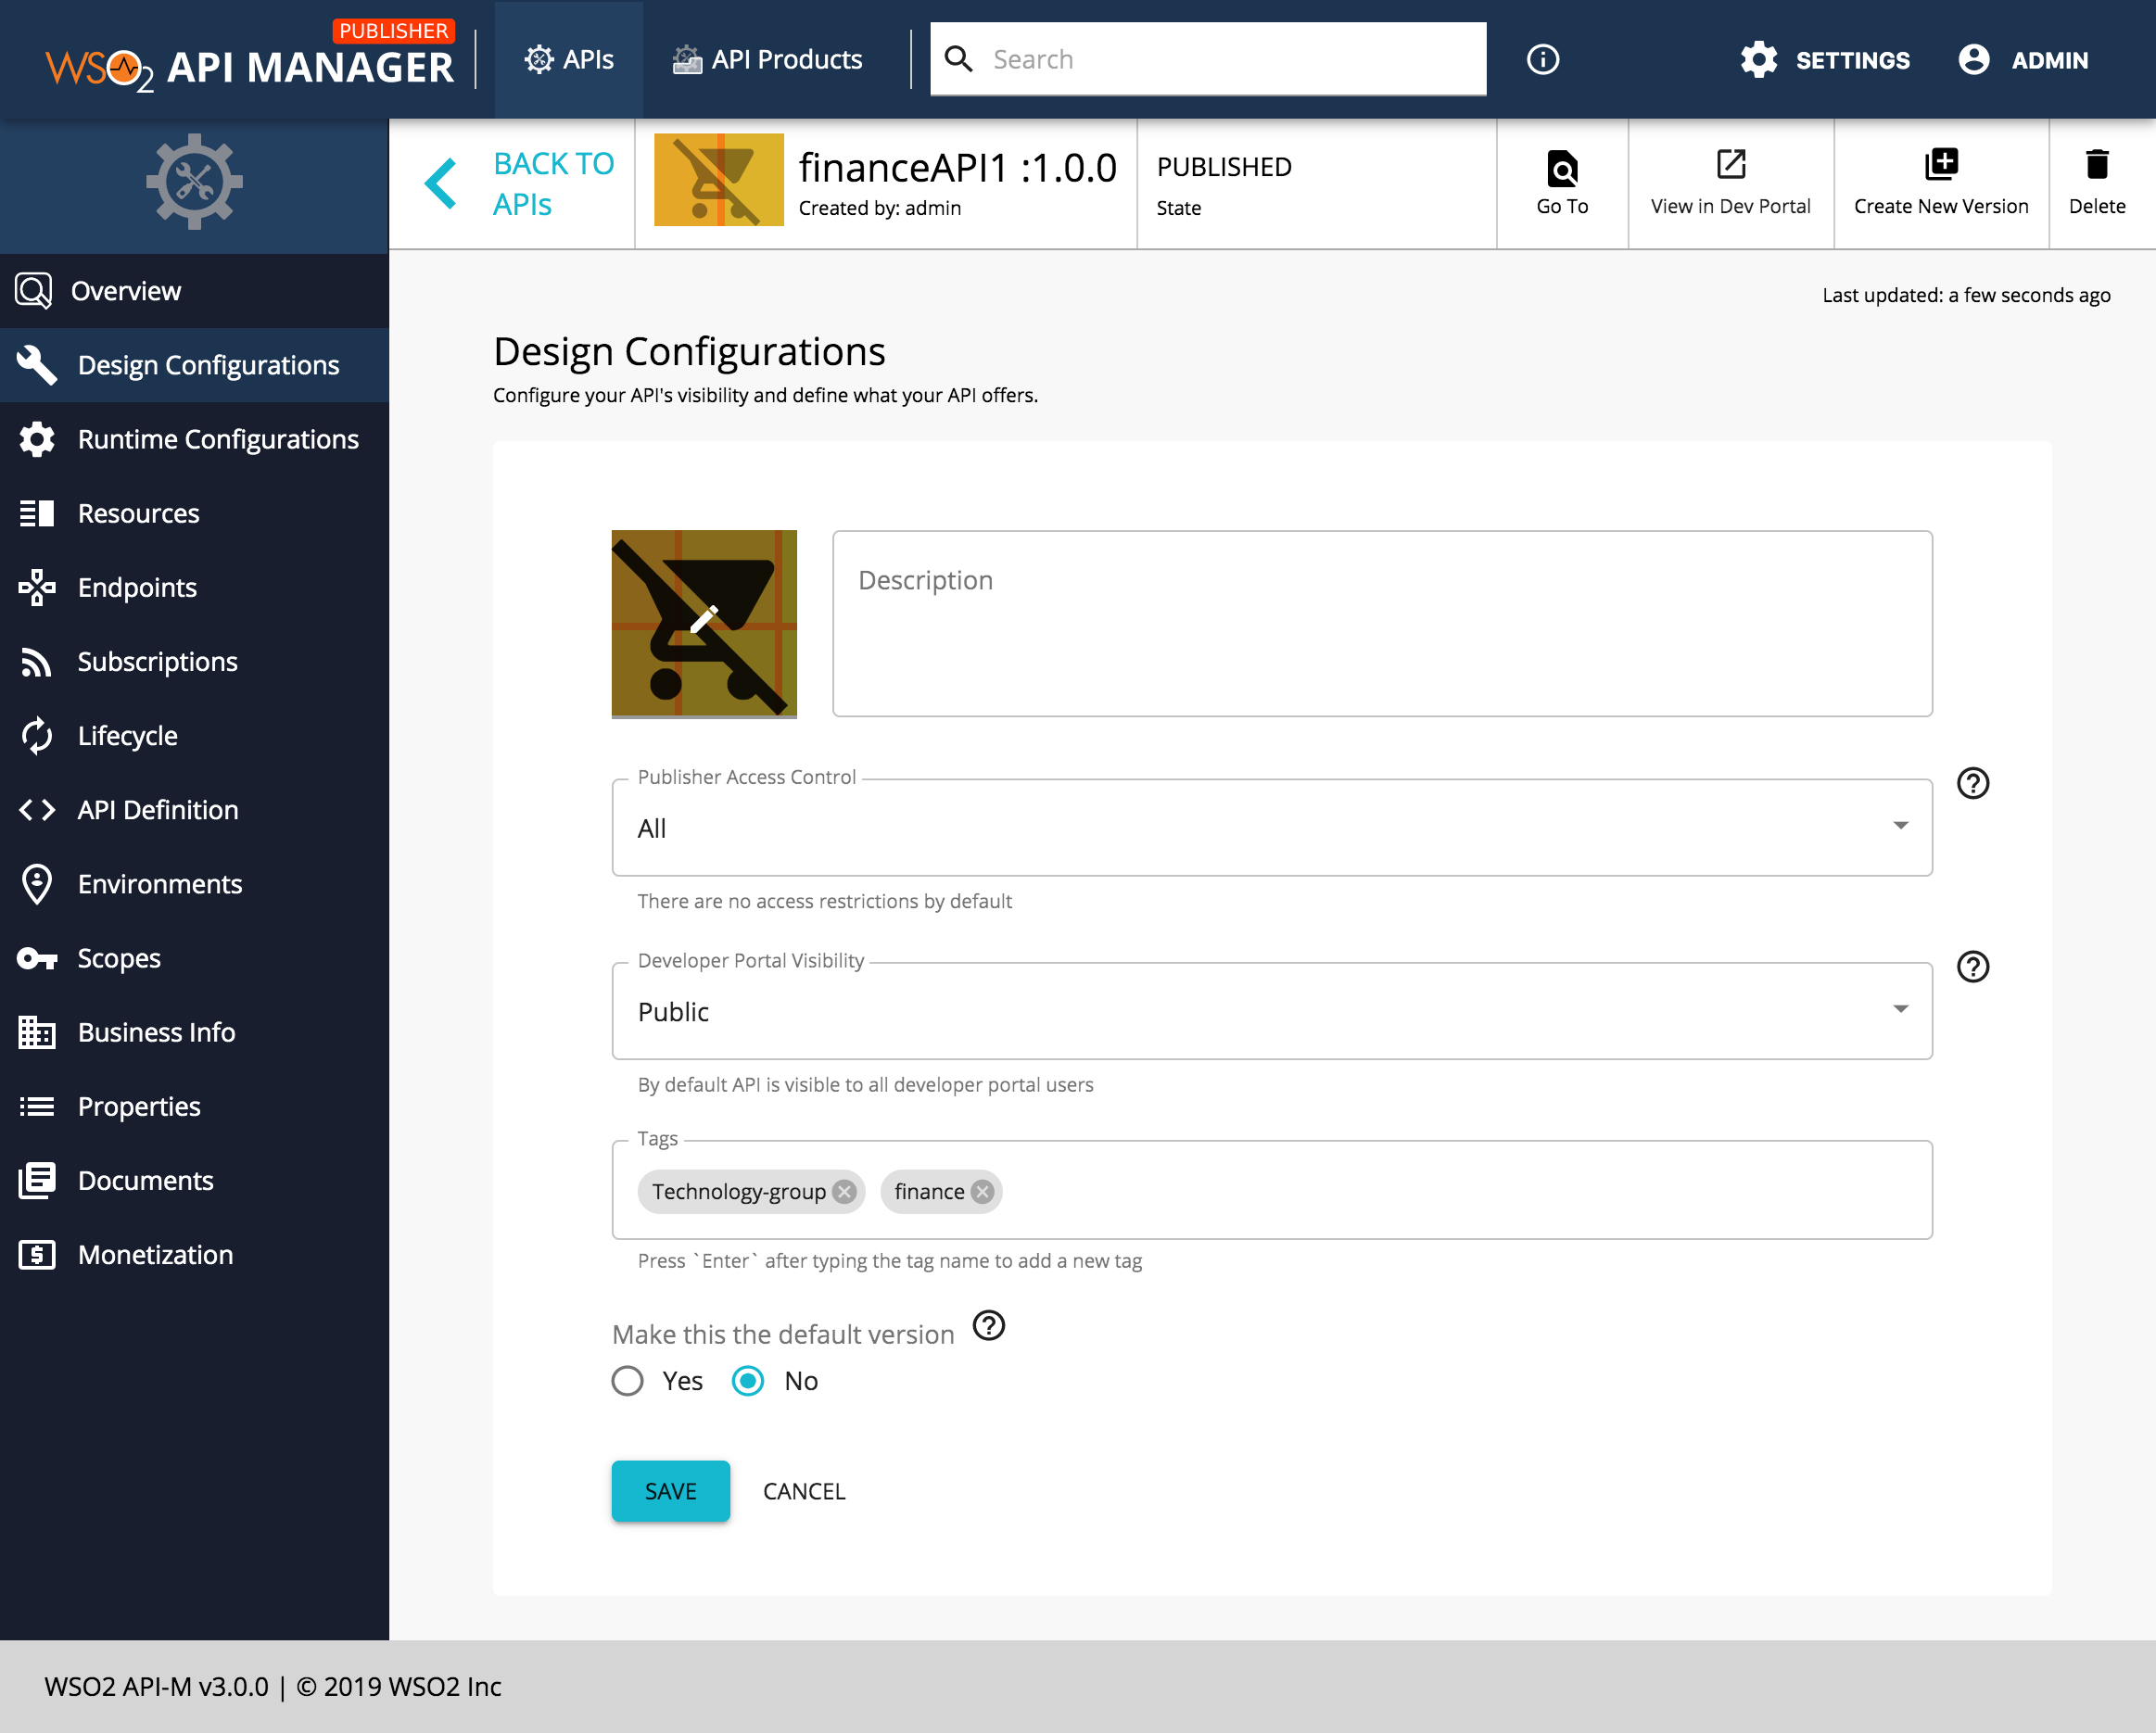 PUBLISHER
WSO2 API MANAGER
APIs
API Products
Search
SETTINGS
ADMIN
BACK TO
APIs
financeAPI1 :1.0.0
Created by: admin
PUBLISHED
State
Go To
View in Dev Portal
Create New Version
Delete
Overview
Design Configurations
Runtime Configurations
Resources
Endpoints
Subscriptions
Lifecycle
API Definition
Environments
Scopes
Business Info
Properties
Documents
Monetization
Last updated: a few seconds ago
Design Configurations
Configure your API's visibility and define what your API offers.
Description
Publisher Access Control
All
There are no access restrictions by default
Developer Portal Visibility
Public
By default API is visible to all developer portal users
Tags
Technology-group
finance
Press `Enter` after typing the tag name to add a new tag
Make this the default version
Yes
No
SAVE
CANCEL
WSO2 API-M v3.0.0 | © 2019 WSO2 Inc